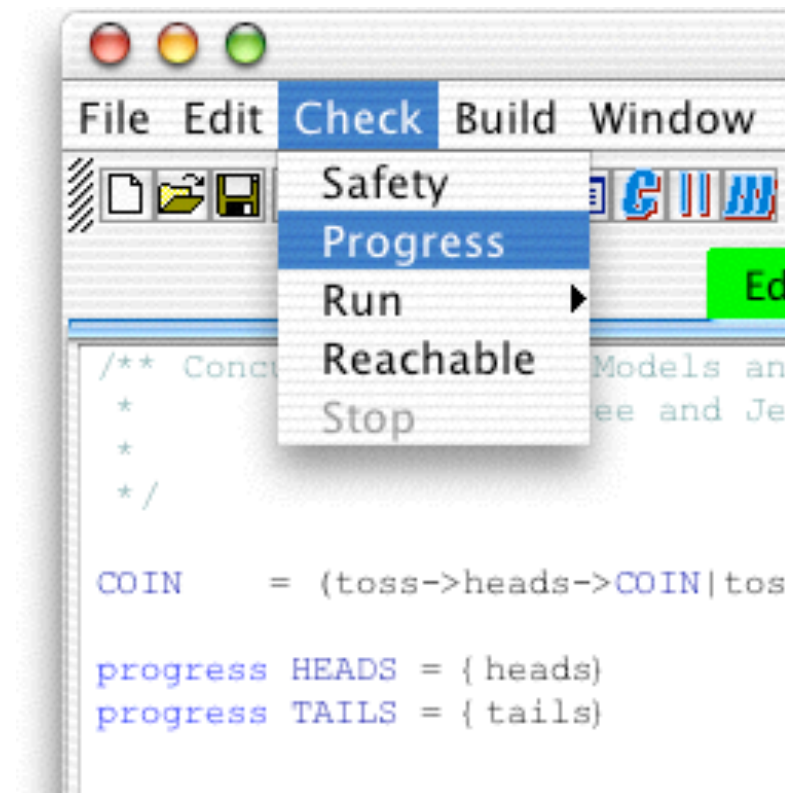 File Edit Check Build Window
Safety
Progress
Run
Reachable
Stop
Ed
/** Concu Models an
* ee and Je
*
*/
COIN = (toss->heads->COIN|tos
progress HEADS = {heads}
progress TAILS = {tails}